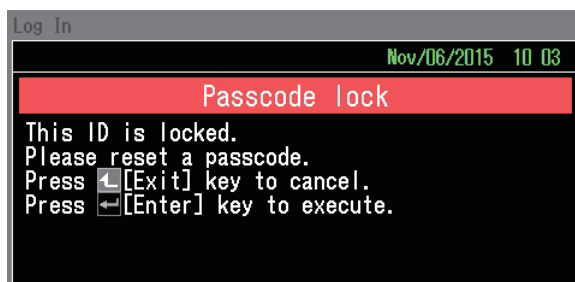 Log In
Nov/06/2015 10 03
Passcode lock
This ID is locked.
Please reset a passcode.
Press [Exit] key to cancel.
Press [Enter] key to execute.